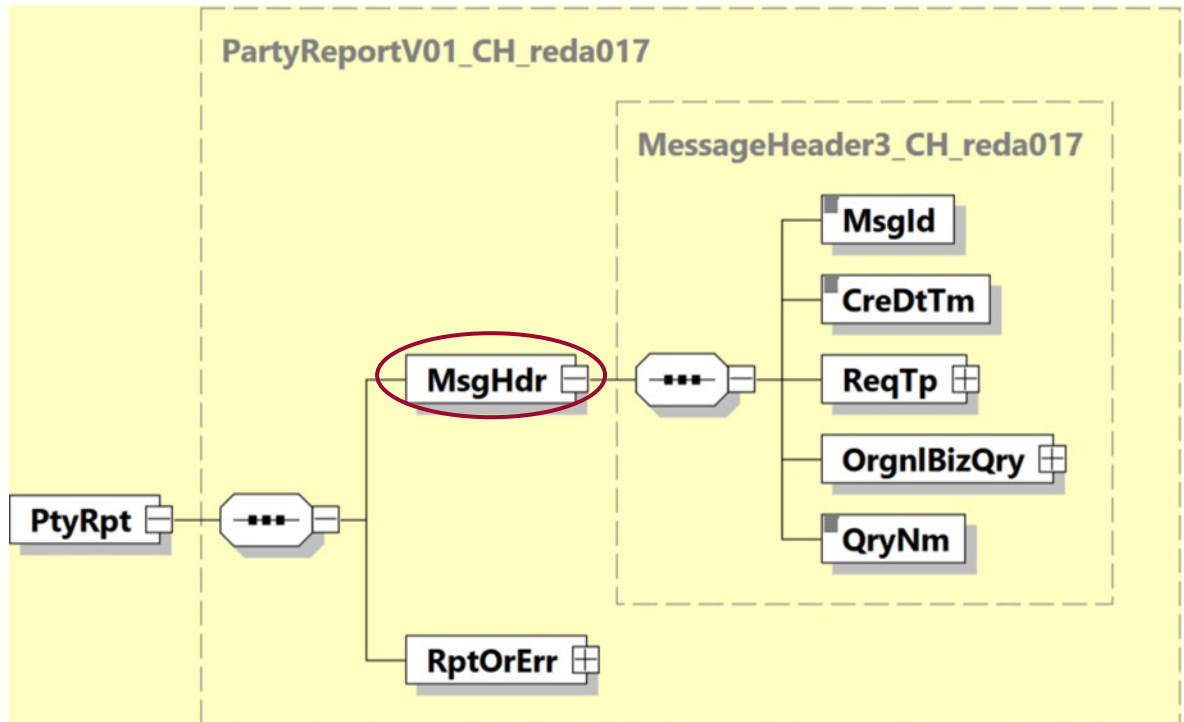 PartyReportV01_CH_reda017
MessageHeader3_CH_reda017
MsgId
CreDtTm
MsgHdr
ReqTp
OrgnlBizQry
PtyRpt
QryNm
RptOrErr